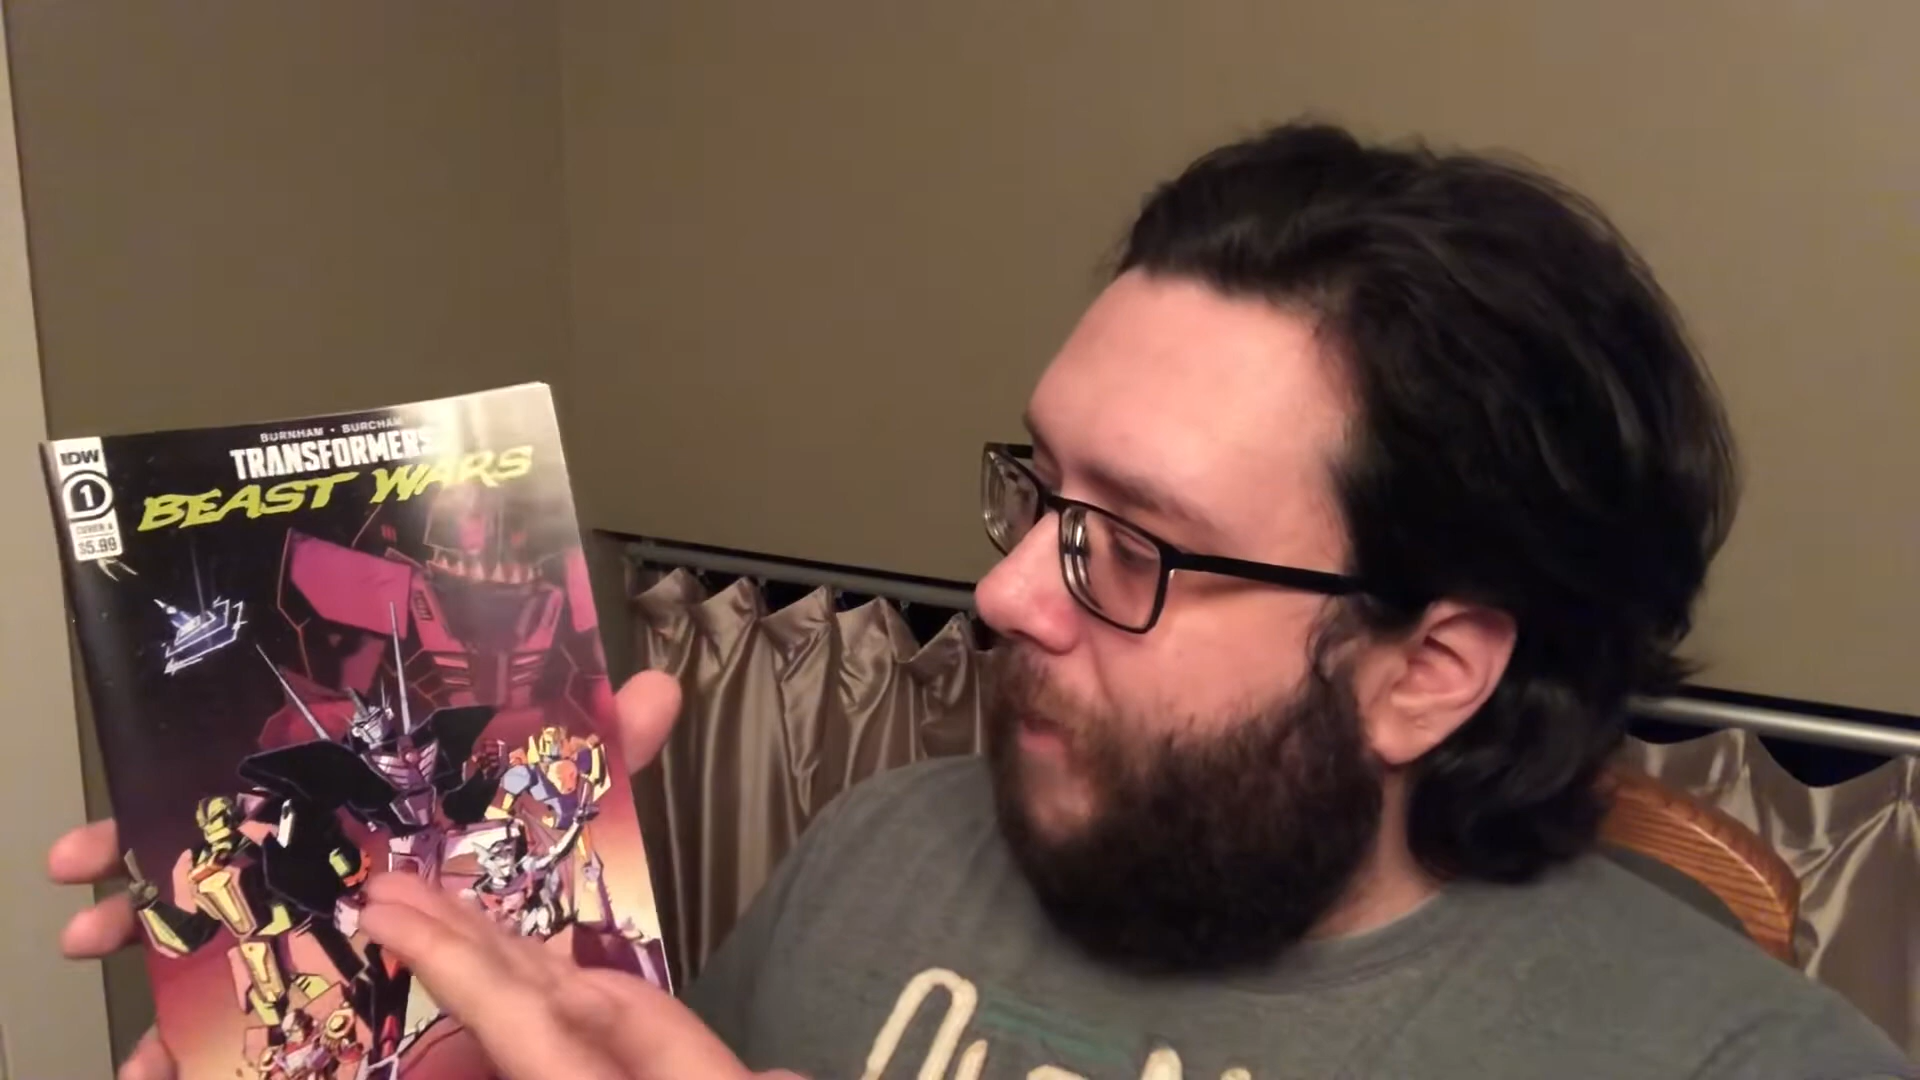 BURNHAM • BURCHAM
TRANSFORMERS
BEAST WARS
IDW
1
COVER A
$5.99